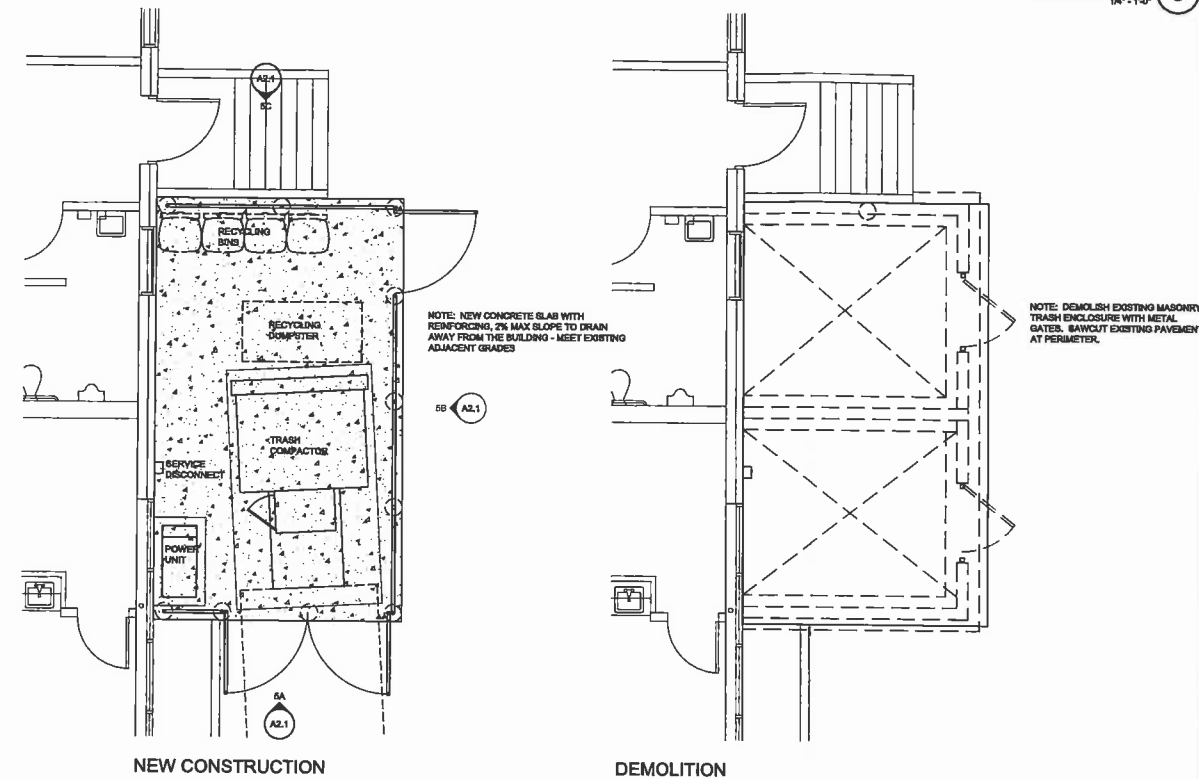 1/4" - 1'-0"
A2.1
5C
RECYCLING
BINS
RECYCLING
DUMPSTER
NOTE: NEW CONCRETE SLAB WITH
REINFORCING, 2% MAX SLOPE TO DRAIN
AWAY FROM THE BUILDING - MEET EXISTING
ADJACENT GRADES
5B
A2.1
TRASH
COMPACTOR
SERVICE
DISCONNECT
POWER
UNIT
5A
A2.1
NEW CONSTRUCTION
NOTE: DEMOLISH EXISTING MASONRY
TRASH ENCLOSURE WITH METAL
GATES. SAWCUT EXISTING PAVEMENT
AT PERIMETER.
DEMOLITION